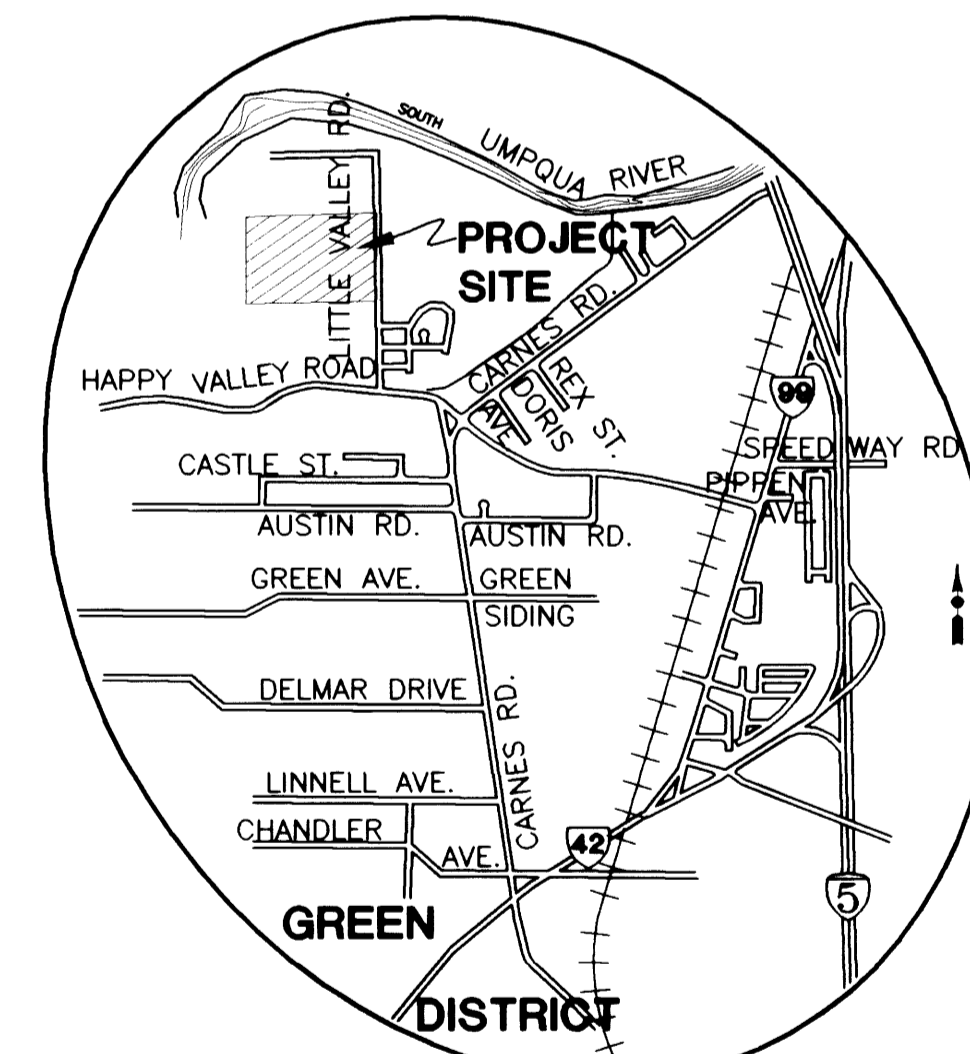 SOUTH
UMPQUA RIVER
LITTLE VALLEY RD.
PROJECT
SITE
CARNES RD.
HAPPY VALLEY ROAD
REX ST.
DORIS
AVE
99
SPEEDWAY RD
CASTLE ST.
PIPPEN
AVE.
AUSTIN RD.
AUSTIN RD.
GREEN AVE.
GREEN
SIDING
DELMAR DRIVE
CARNES RD.
LINNELL AVE.
CHANDLER
AVE.
42
5
GREEN
DISTRICT